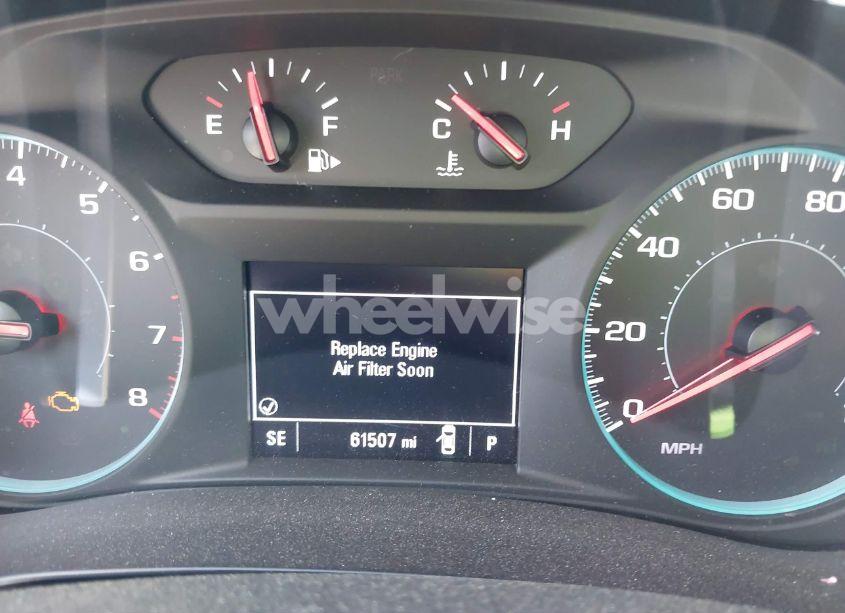 PARK
E F
C H
4
5
6
7
8
0
20
40
60
80
MPH
wheelwise
Replace Engine
Air Filter Soon
SE 61507 mi P